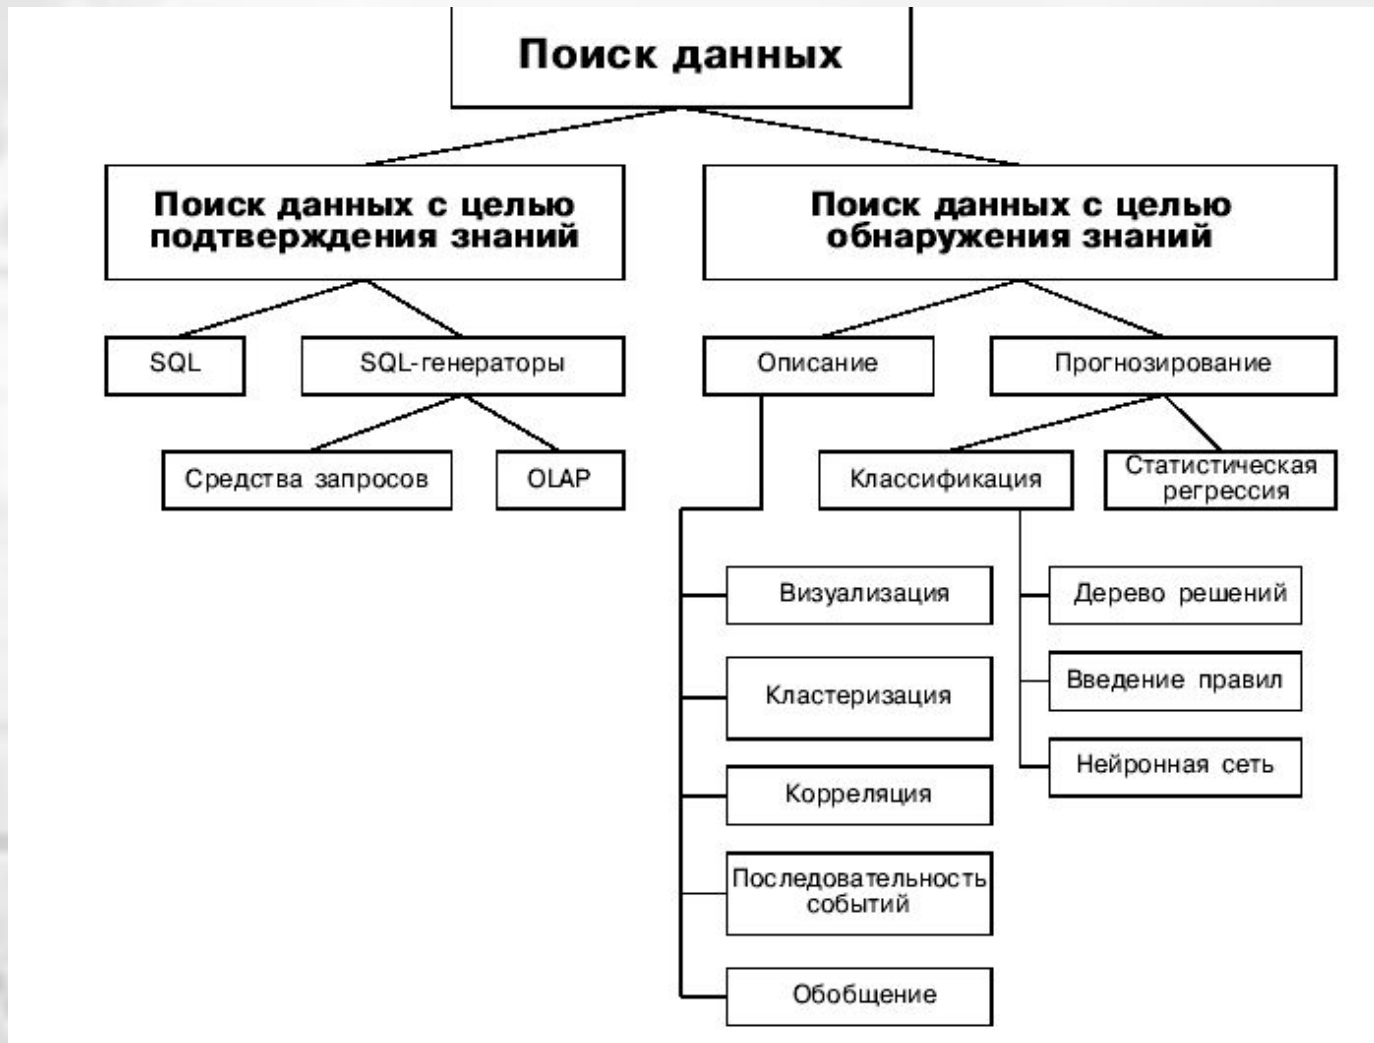 Поиск данных
Поиск данных с целью
подтверждения знаний
Поиск данных с целью
обнаружения знаний
SQL
SQL-генераторы
Описание
Прогнозирование
Средства запросов
OLAP
Классификация
Статистическая
регрессия
Визуализация
Кластеризация
Корреляция
Последовательность
событий
Обобщение
Дерево решений
Введение правил
Нейронная сеть